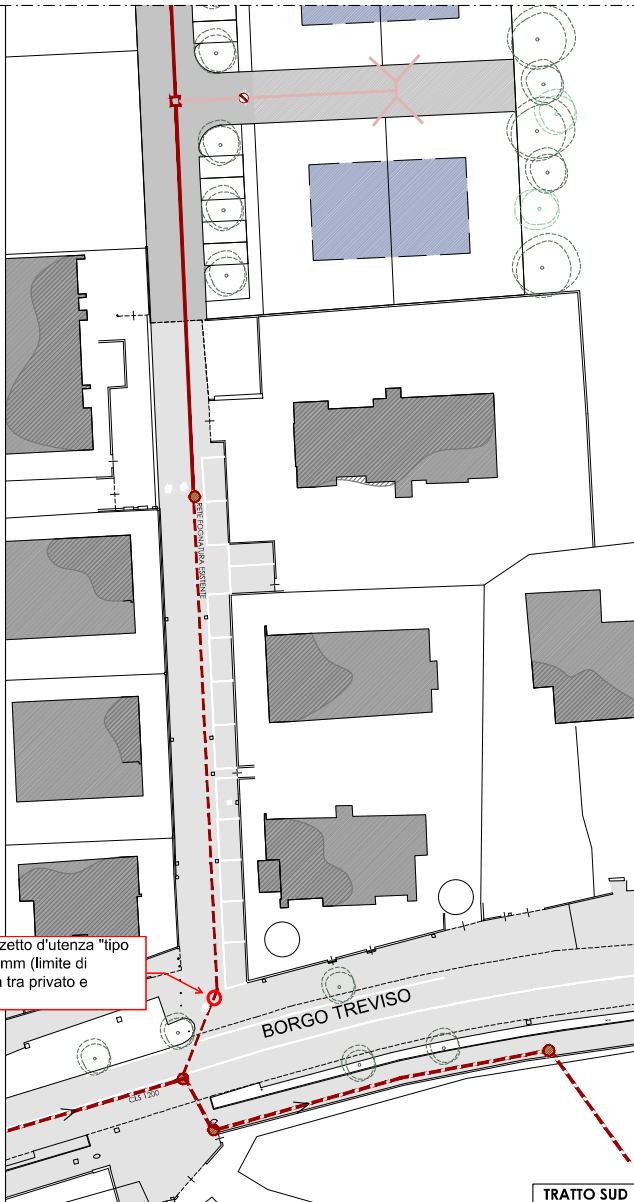 RETE FOGNATURA ESISTENTE
zetto d'utenza "tipo
mm (limite di
a tra privato e
BORGO TREVISO
CLS 1200
TRATTO SUD